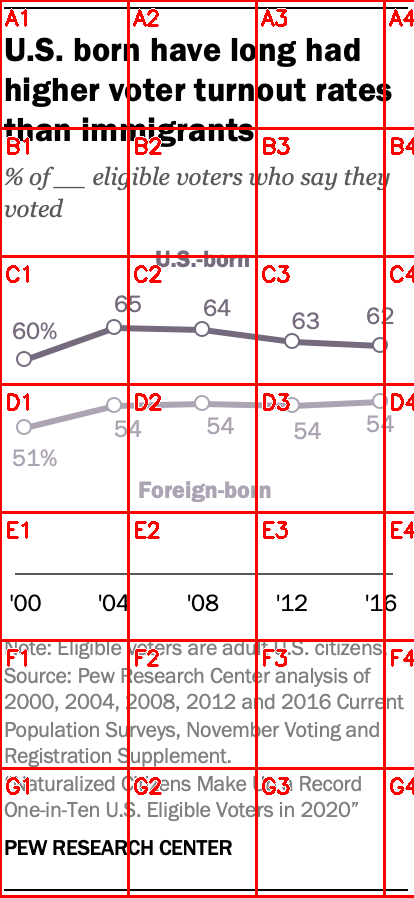 U.S. born have long had
higher voter turnout rates
than immigrants
% of __ eligible voters who say they
voted
U.S.-born
60% 65 64 63 62
54 54 54 54
51%
Foreign-born
'00 '04 '08 '12 '16
Note: Eligible voters are adult U.S. citizens.
Source: Pew Research Center analysis of
2000, 2004, 2008, 2012 and 2016 Current
Population Surveys, November Voting and
Registration Supplement.
“Naturalized Citizens Make Up a Record
One-in-Ten U.S. Eligible Voters in 2020”
PEW RESEARCH CENTER
A1 A2 A3 A4
B1 B2 B3 B4
C1 C2 C3 C4
D1 D2 D3 D4
E1 E2 E3 E4
F1 F2 F3 F4
G1 G2 G3 G4